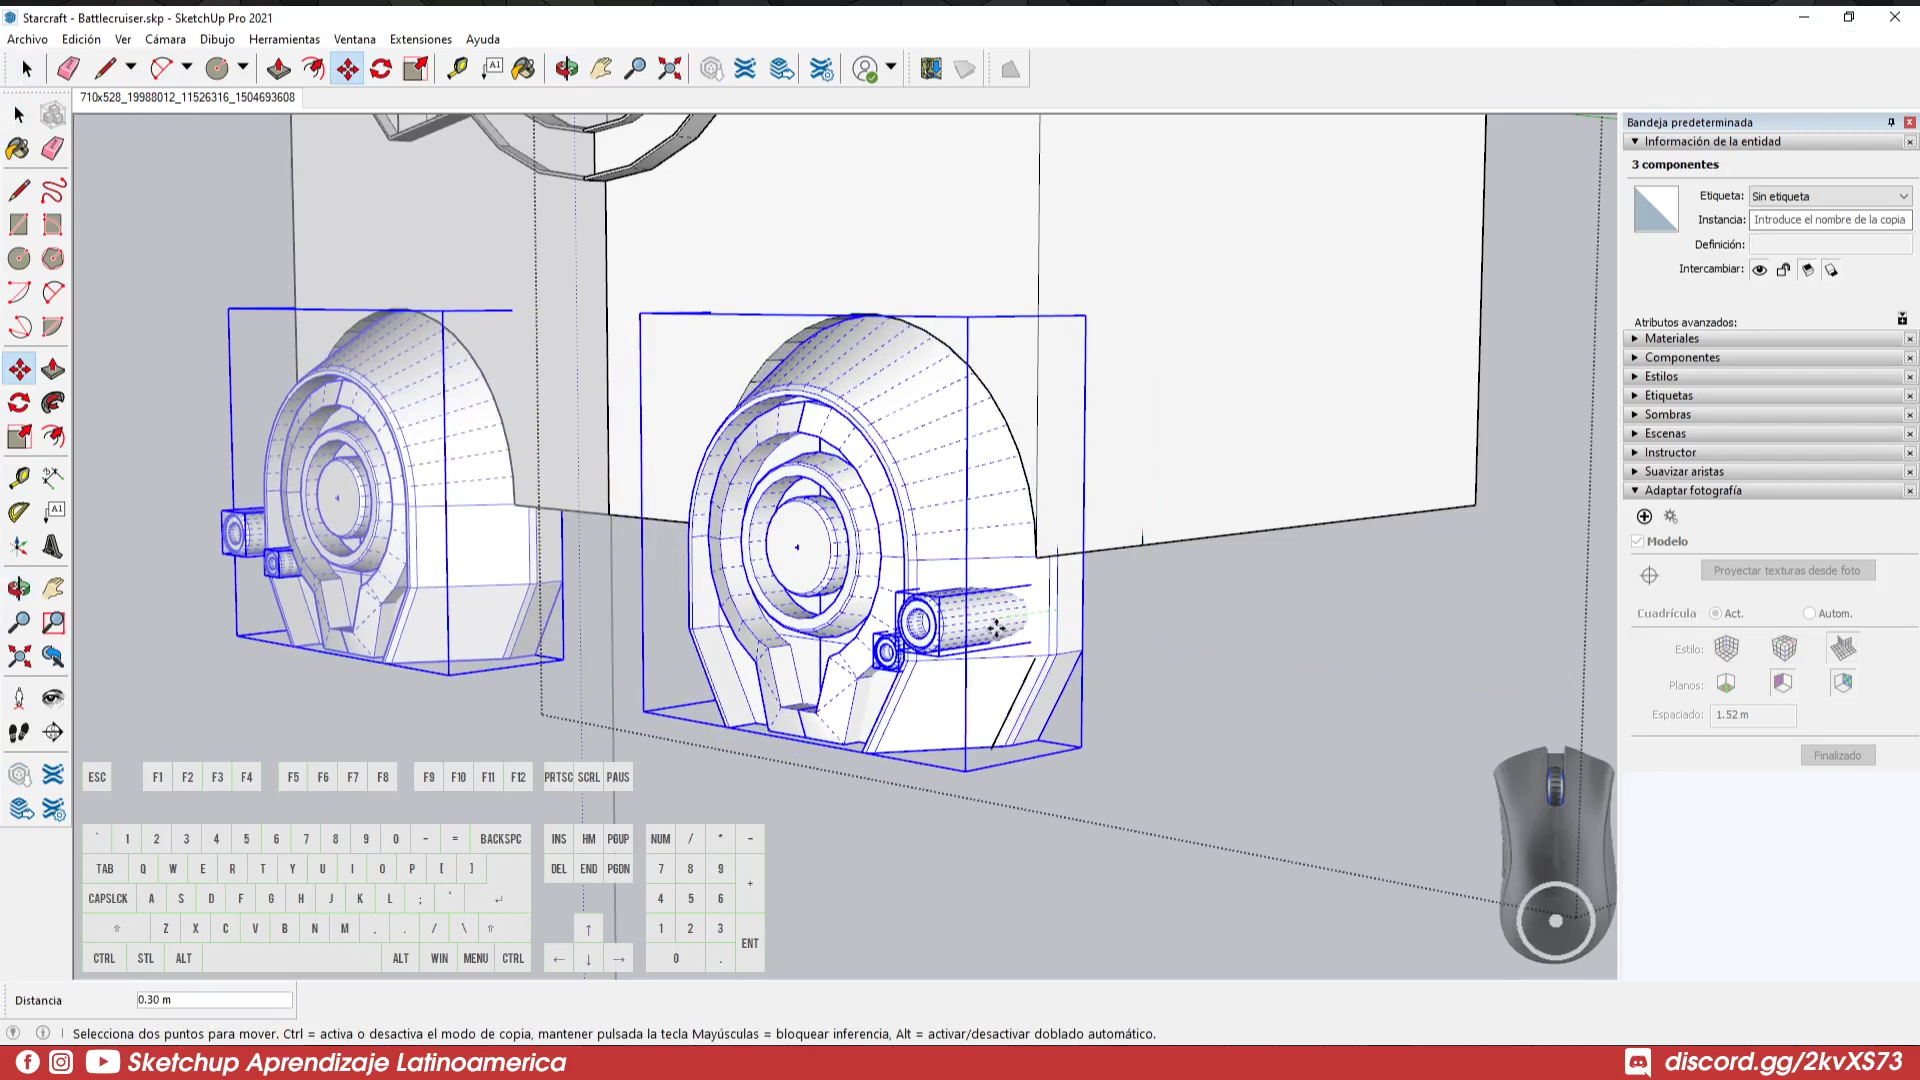 Starcraft - Battlecruiser.skp - SketchUp Pro 2021
Archivo Edición Ver Cámara Dibujo Herramientas Ventana Extensiones Ayuda
A1
710x528_19988012_11526316_1504693608
Bandeja predeterminada
Información de la entidad
3 componentes
Etiqueta: Sin etiqueta
Instancia: Introduce el nombre de la copia
Definición:
Intercambiar:
Atributos avanzados:
Materiales
Componentes
Estilos
Etiquetas
Sombras
Escenas
Instructor
Suavizar aristas
Adaptar fotografía
Modelo
Proyectar texturas desde foto
Cuadrícula Act. Autom.
Estilo:
Planos:
Espaciado: 1.52 m
Finalizado
A1
ESC F1 F2 F3 F4 F5 F6 F7 F8 F9 F10 F11 F12 PRTSC SCRL PAUS
` 1 2 3 4 5 6 7 8 9 0 - = BACKSPC INS HM PGUP NUM / * -
TAB Q W E R T Y U I O P [ ] DEL END PGDN 7 8 9 +
CAPSLCK A S D F G H J K L ; ' ↵ 4 5 6
⇧ Z X C V B N M . . / \ ⇧ ↑ 1 2 3 ENT
CTRL STL ALT ALT WIN MENU CTRL ← ↓ → 0 .
Distancia 0.30 m
Selecciona dos puntos para mover. Ctrl = activa o desactiva el modo de copia, mantener pulsada la tecla Mayúsculas = bloquear inferencia, Alt = activar/desactivar doblado automático.
Sketchup Aprendizaje Latinoamerica
discord.gg/2kvXS73